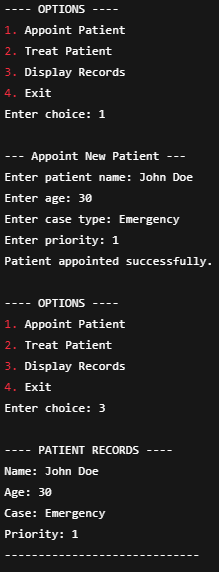 ---- OPTIONS ----
1. Appoint Patient
2. Treat Patient
3. Display Records
4. Exit
Enter choice: 1
--- Appoint New Patient ---
Enter patient name: John Doe
Enter age: 30
Enter case type: Emergency
Enter priority: 1
Patient appointed successfully.
---- OPTIONS ----
1. Appoint Patient
2. Treat Patient
3. Display Records
4. Exit
Enter choice: 3
---- PATIENT RECORDS ----
Name: John Doe
Age: 30
Case: Emergency
Priority: 1
-----------------------------